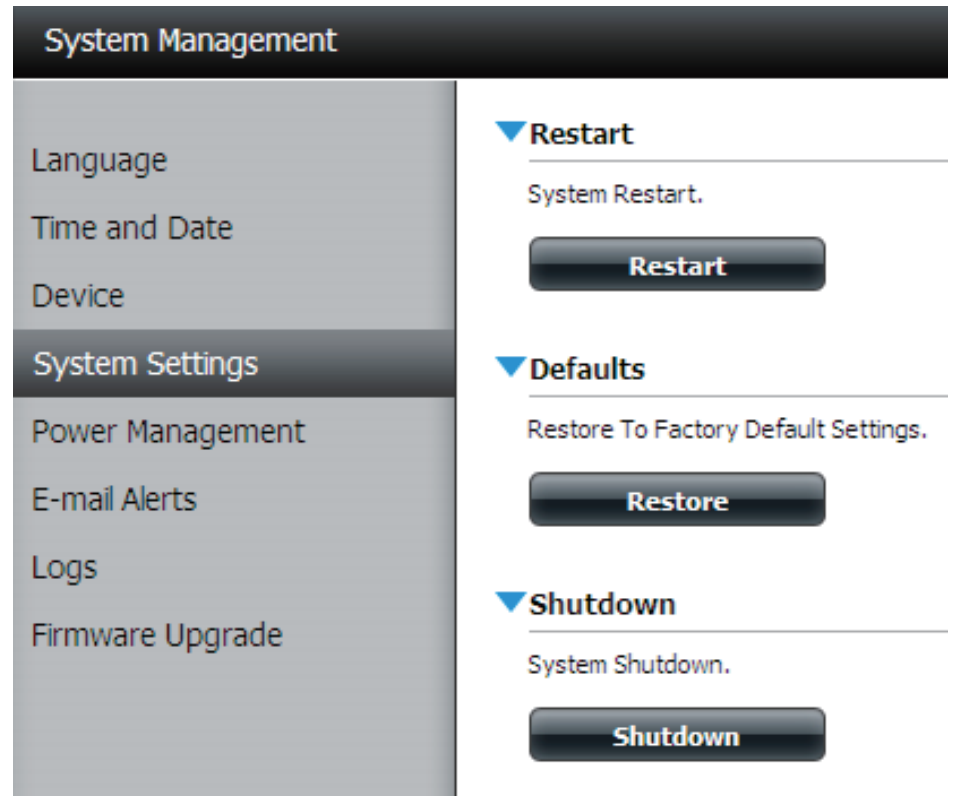 System Management
Language
Time and Date
Device
System Settings
Power Management
E-mail Alerts
Logs
Firmware Upgrade
Restart
System Restart.
Restart
Defaults
Restore To Factory Default Settings.
Restore
Shutdown
System Shutdown.
Shutdown